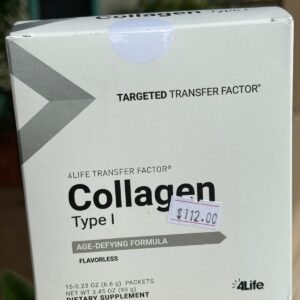 TARGETED TRANSFER FACTOR®
4LIFE TRANSFER FACTOR®
Collagen
Type I
$112.00
AGE-DEFYING FORMULA
FLAVORLESS
15-0.23 OZ (6.6 g) PACKETS
NET WT 3.45 OZ (99 g)
DIETARY SUPPLEMENT
4Life